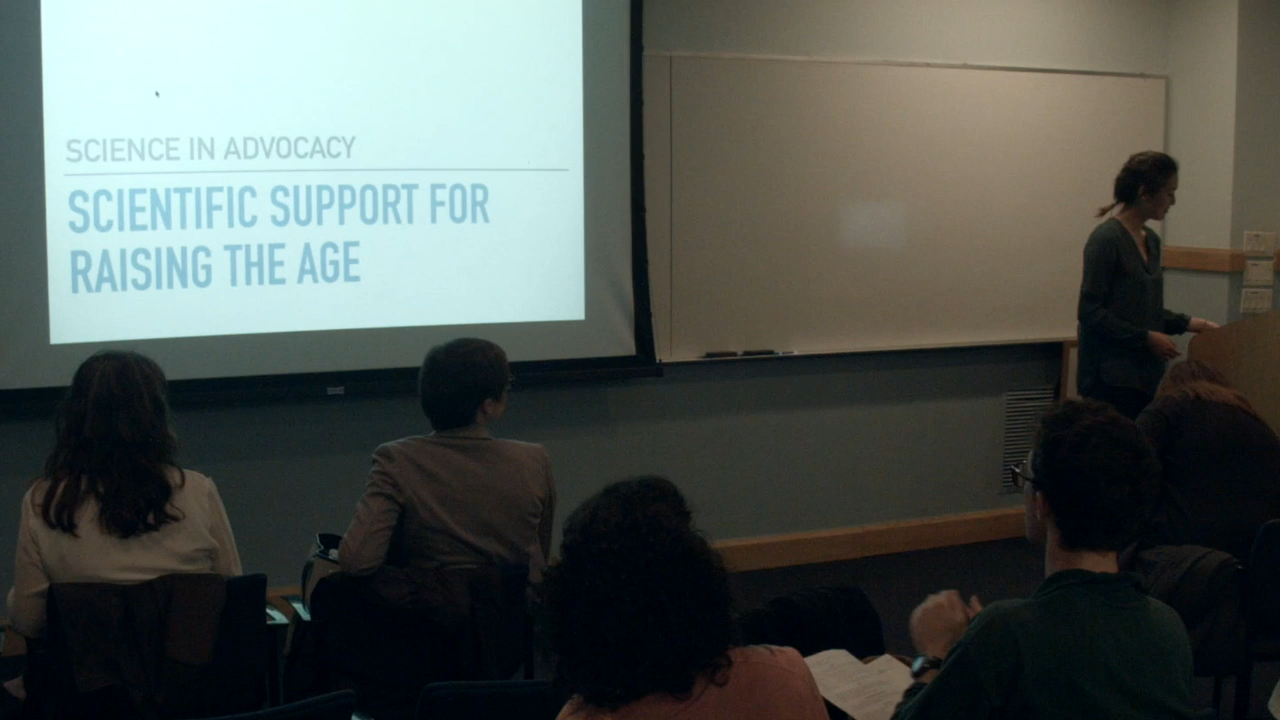 SCIENCE IN ADVOCACY
SCIENTIFIC SUPPORT FOR
RAISING THE AGE